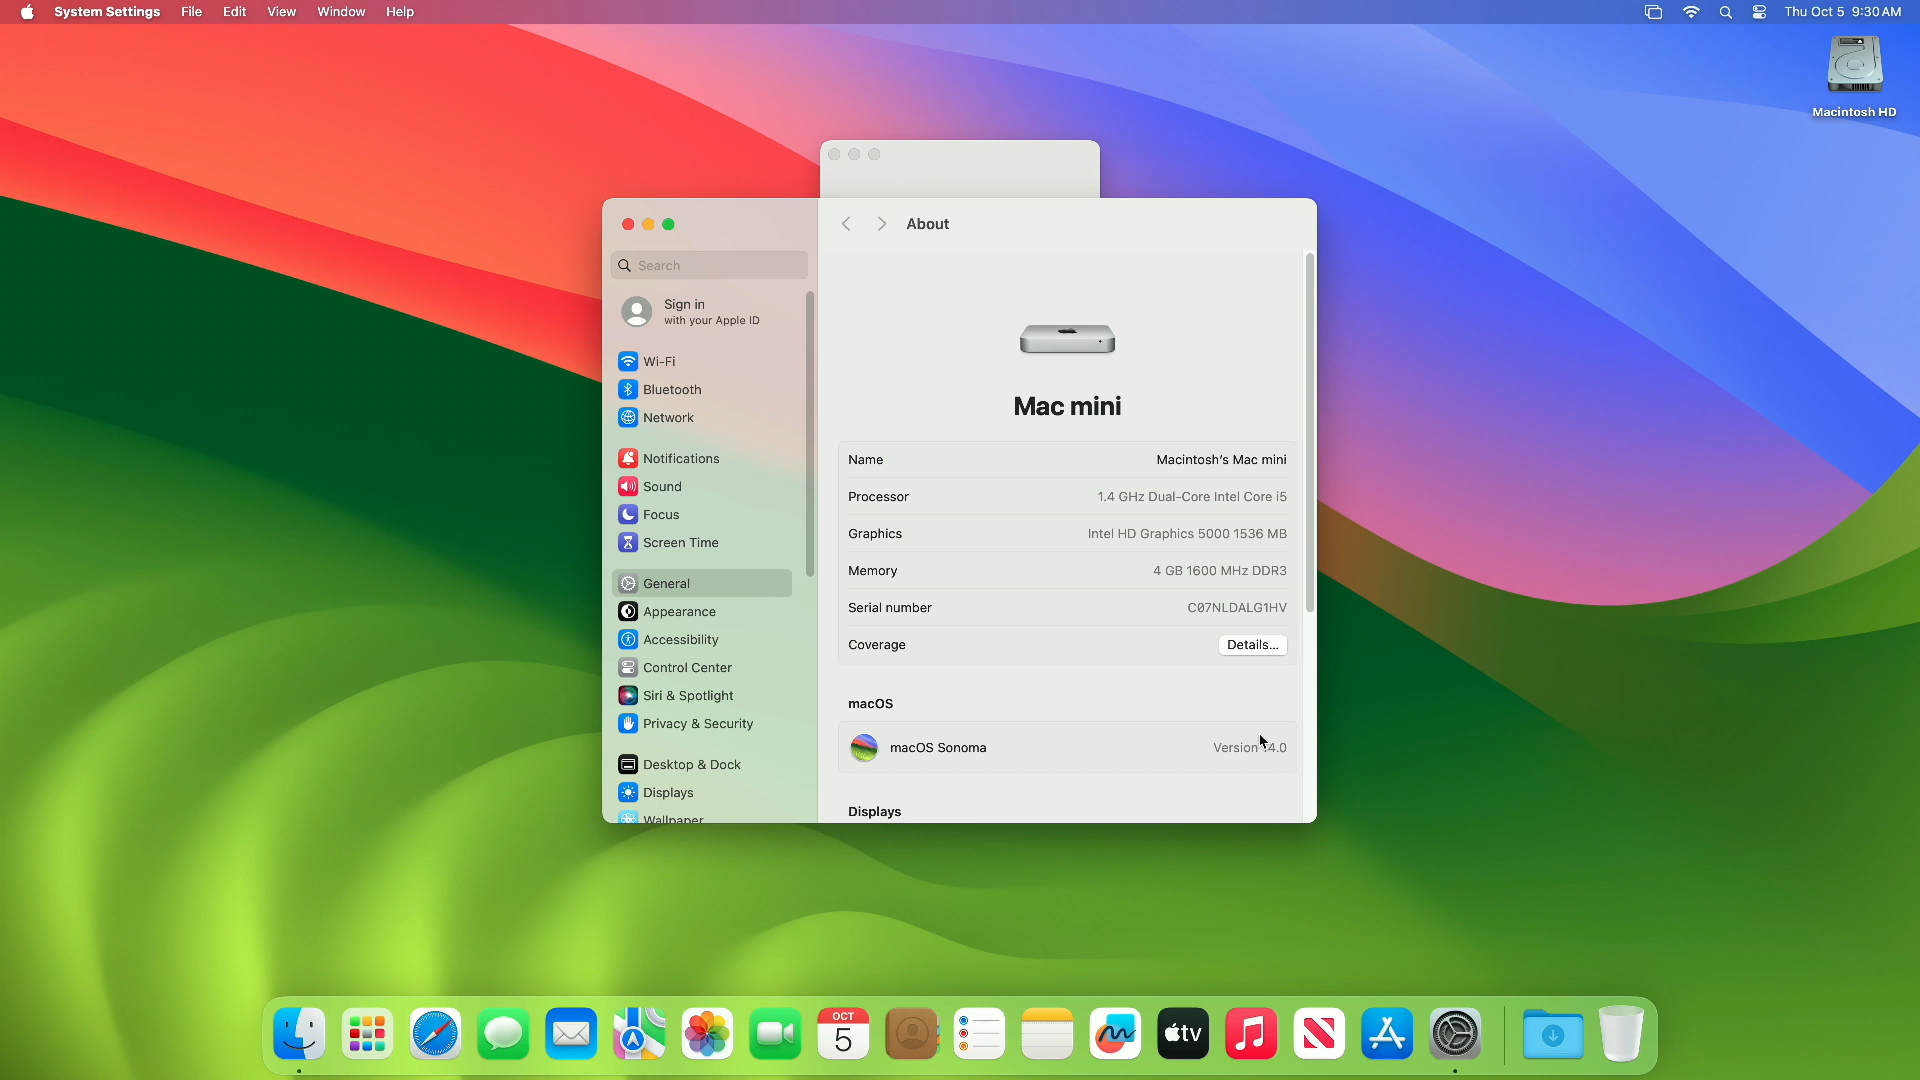 System Settings File Edit View Window Help
Thu Oct 5 9:30 AM
Macintosh HD
About
Search
Sign in
with your Apple ID
Wi-Fi
Bluetooth
Network
Notifications
Sound
Focus
Screen Time
General
Appearance
Accessibility
Control Center
Siri & Spotlight
Privacy & Security
Desktop & Dock
Displays
Wallpaper
Mac mini
Name Macintosh's Mac mini
Processor 1.4 GHz Dual-Core Intel Core i5
Graphics Intel HD Graphics 5000 1536 MB
Memory 4 GB 1600 MHz DDR3
Serial number C07NLDALG1HV
Coverage Details...
macOS
macOS Sonoma Version 14.0
Displays
OCT
5
tv